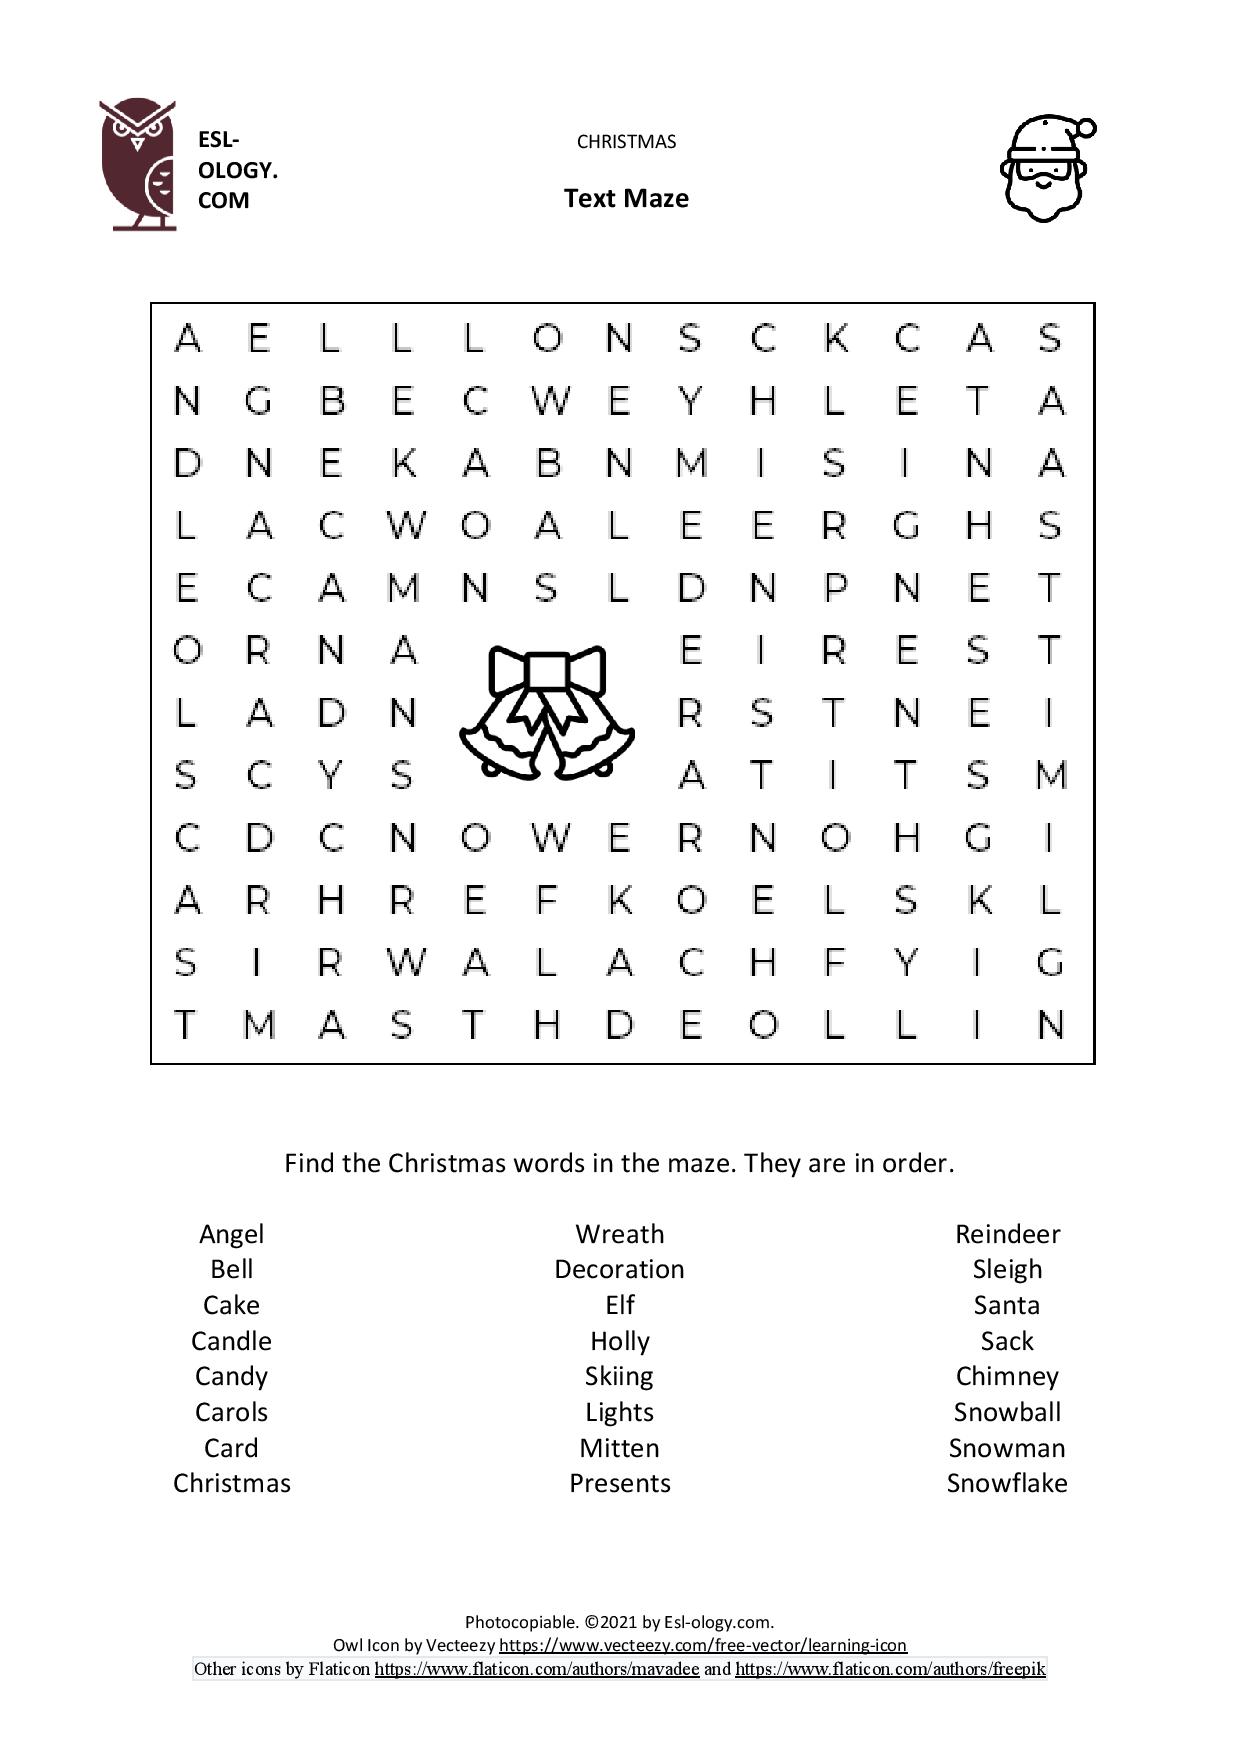 ESL-
OLOGY.
COM
CHRISTMAS
Text Maze
A E L L L O N S C K C A S
N G B E C W E Y H L E T A
D N E K A B N M I S I N A
L A C W O A L E E R G H S
E C A M N S L D N P N E T
O R N A E I R E S T
L A D N R S T N E I
S C Y S A T I T S M
C D C N O W E R N O H G I
A R H R E F K O E L S K L
S I R W A L A C H F Y I G
T M A S T H D E O L L I N
Find the Christmas words in the maze. They are in order.
Angel Wreath Reindeer
Bell Decoration Sleigh
Cake Elf Santa
Candle Holly Sack
Candy Skiing Chimney
Carols Lights Snowball
Card Mitten Snowman
Christmas Presents Snowflake
Photocopiable. ©2021 by Esl-ology.com.
Owl Icon by Vecteezy https://www.vecteezy.com/free-vector/learning-icon
Other icons by Flaticon https://www.flaticon.com/authors/mavadee and https://www.flaticon.com/authors/freepik